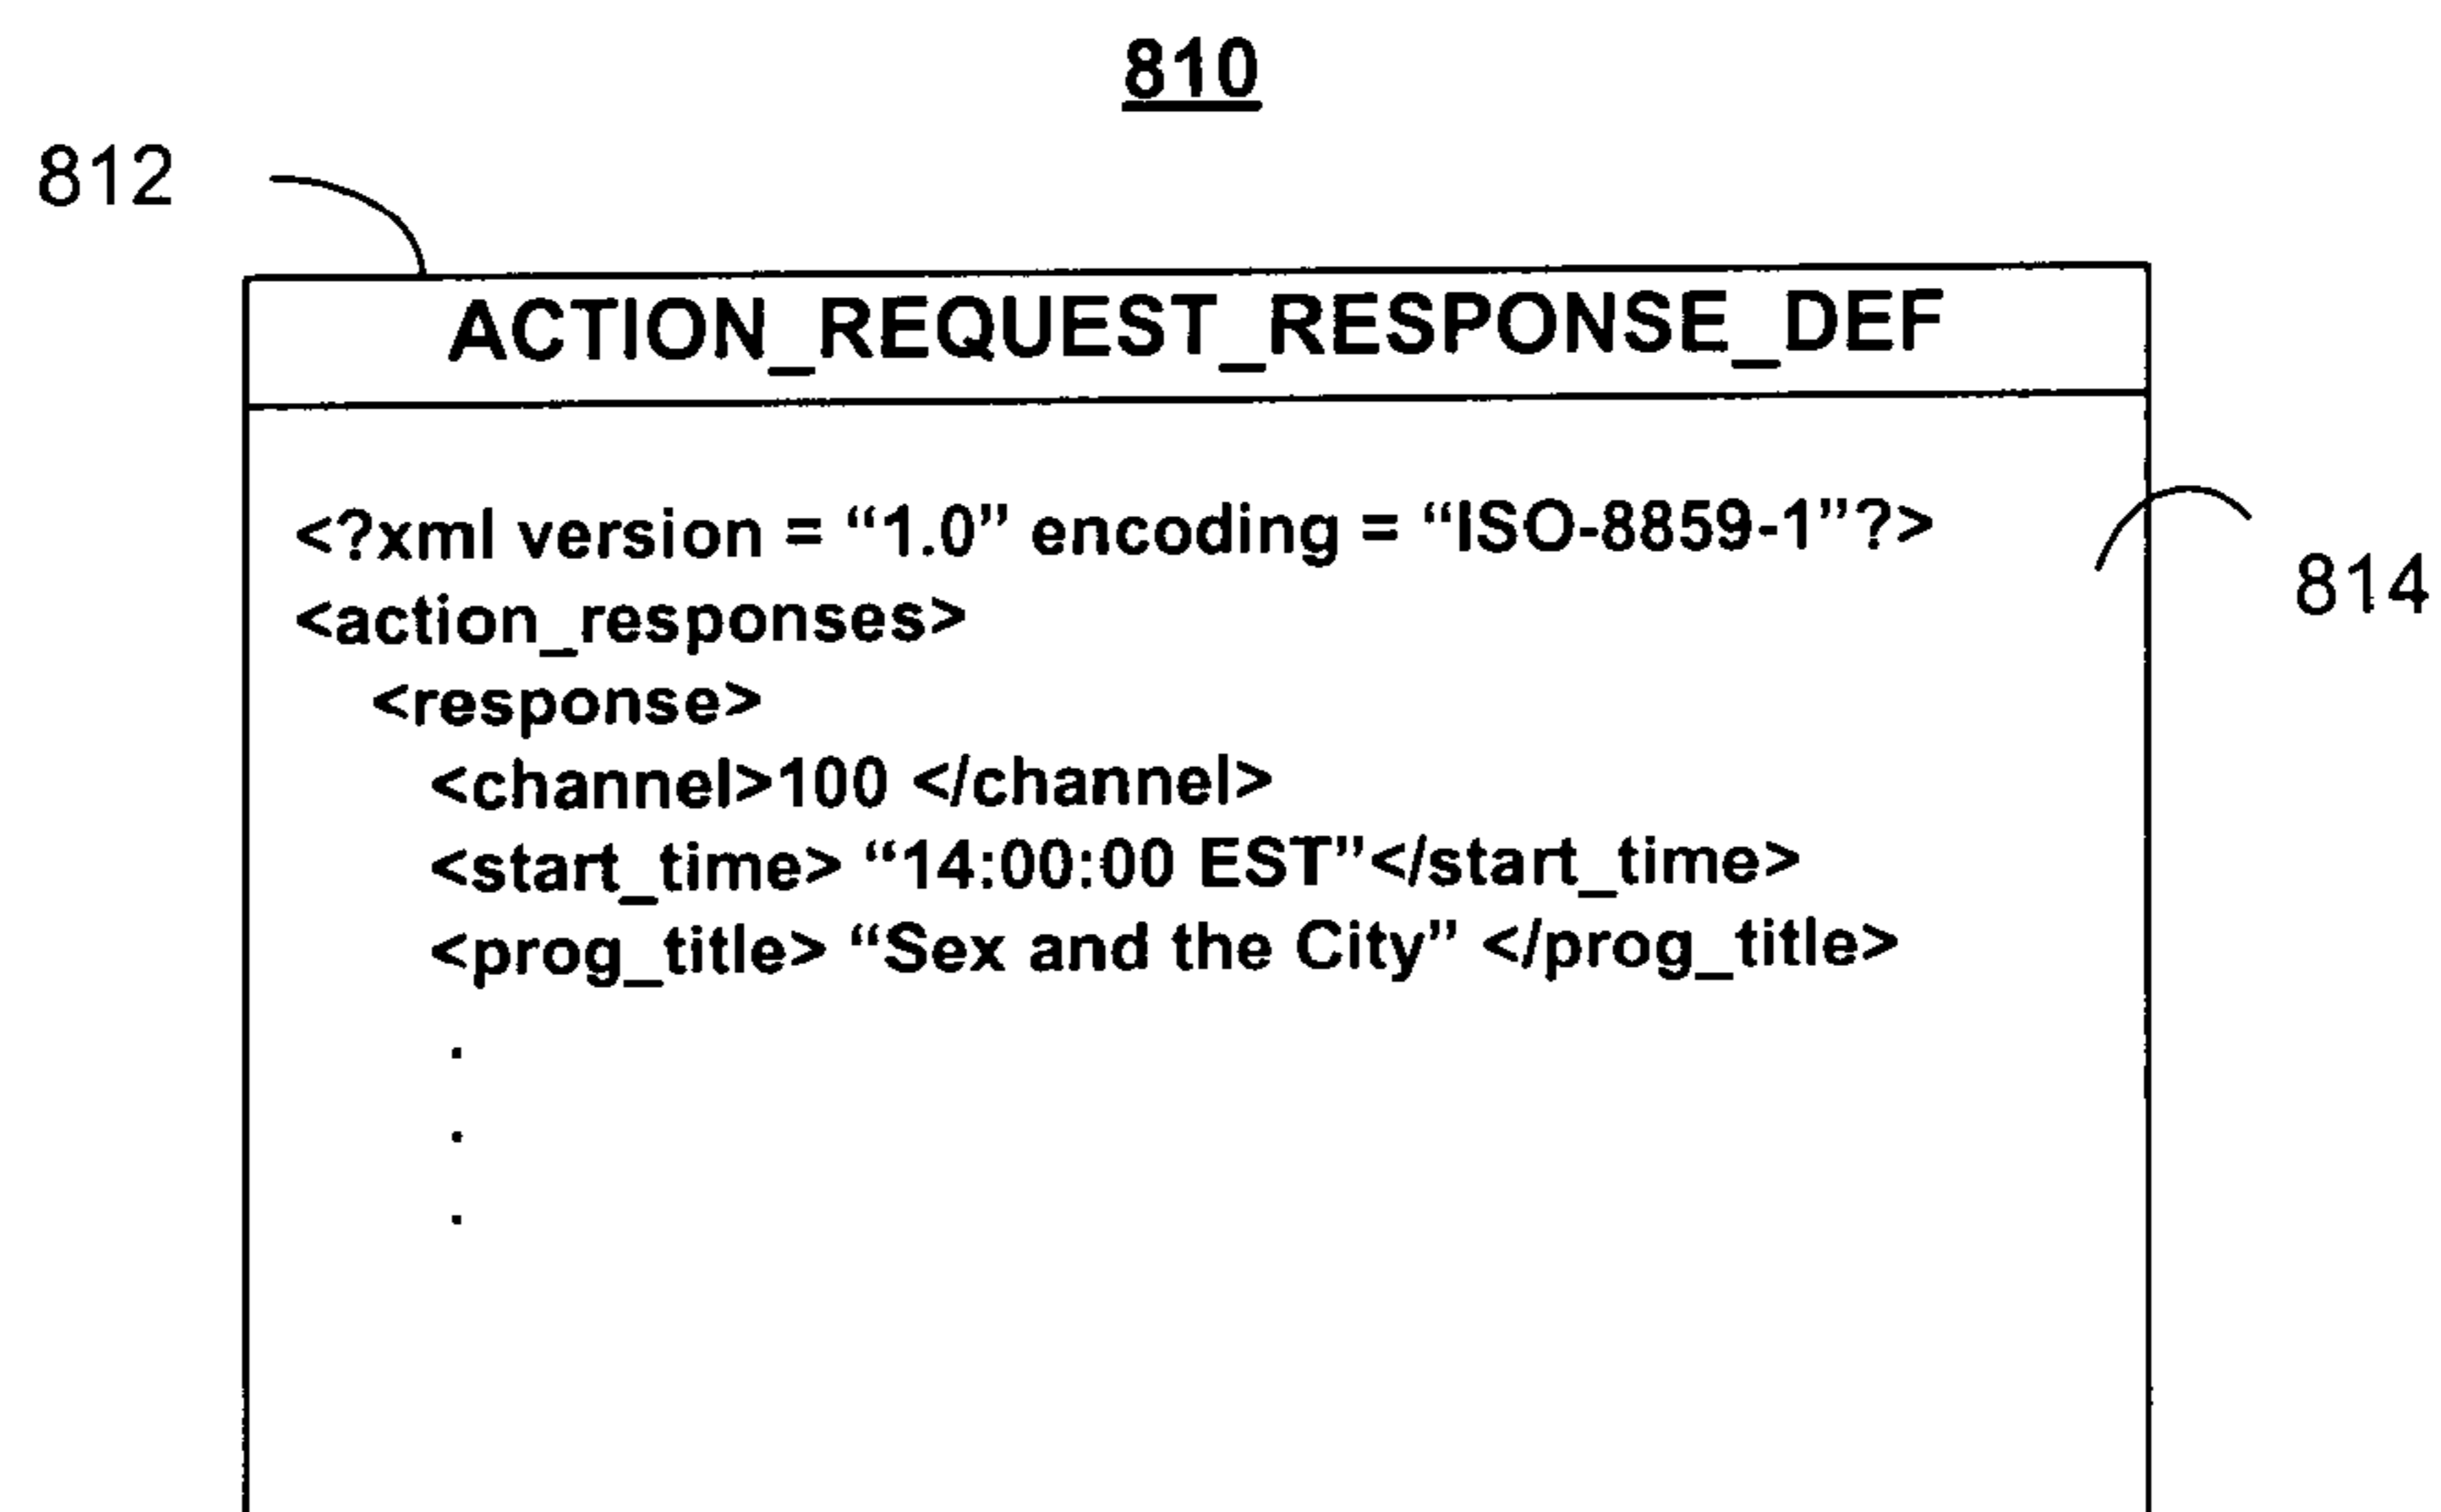 810
812
ACTION_REQUEST_RESPONSE_DEF
<?xml version = “1.0” encoding = “ISO-8859-1”?>
814
<action_responses>
<response>
<channel>100 </channel>
<start_time> “14:00:00 EST”</start_time>
<prog_title> “Sex and the City” </prog_title>
.
.
.